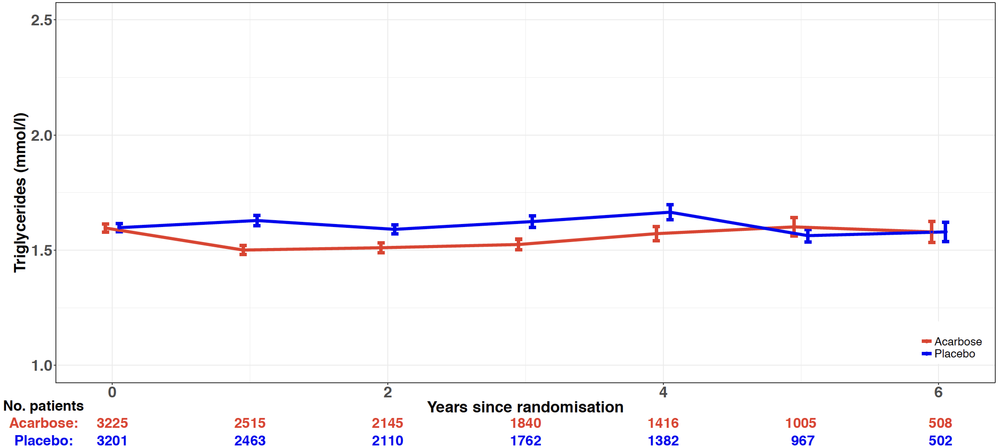 2.5
2.0
1.5
1.0
Triglycerides (mmol/l)
Acarbose
Placebo
0 2 4 6
Years since randomisation
No. patients
Acarbose: 3225 2515 2145 1840 1416 1005 508
Placebo: 3201 2463 2110 1762 1382 967 502